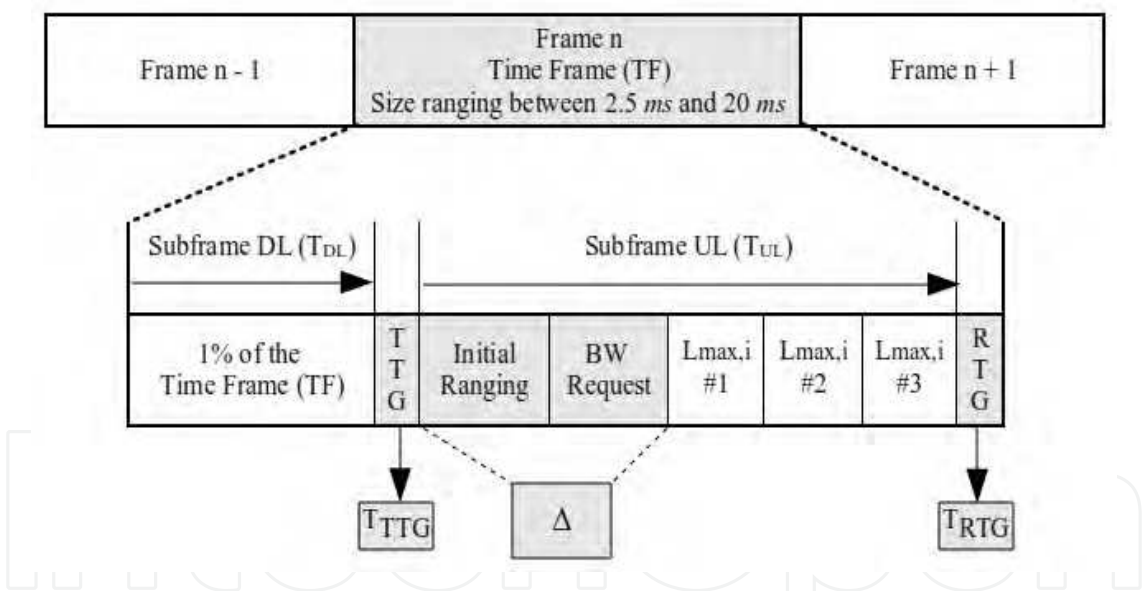 Frame n - 1
Frame n
Time Frame (TF)
Size ranging between 2.5 ms and 20 ms
Frame n + 1
Subframe DL (TDL)
Subframe UL (TUL)
1% of the
Time Frame (TF)
T
T
G
Initial
Ranging
BW
Request
Lmax,i
#1
Lmax,i
#2
Lmax,i
#3
R
T
G
TTTG
Δ
TRTG